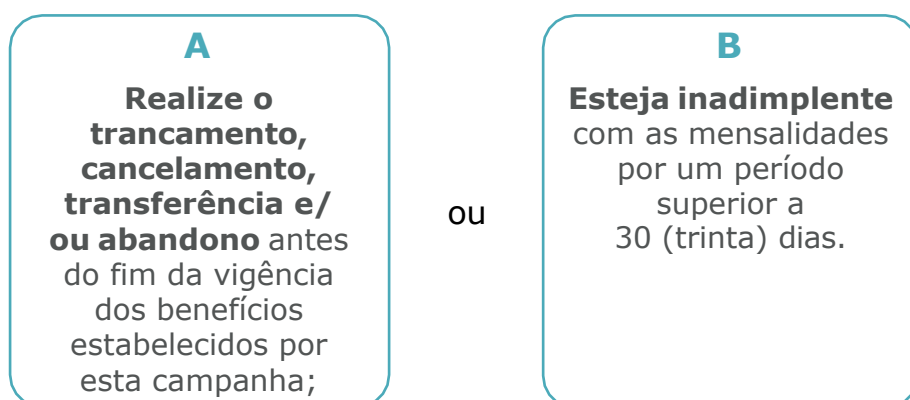 A
Realize o
trancamento,
cancelamento,
transferência e/
ou abandono antes
do fim da vigência
dos benefícios
estabelecidos por
esta campanha;
ou
B
Esteja inadimplente
com as mensalidades
por um período
superior a
30 (trinta) dias.